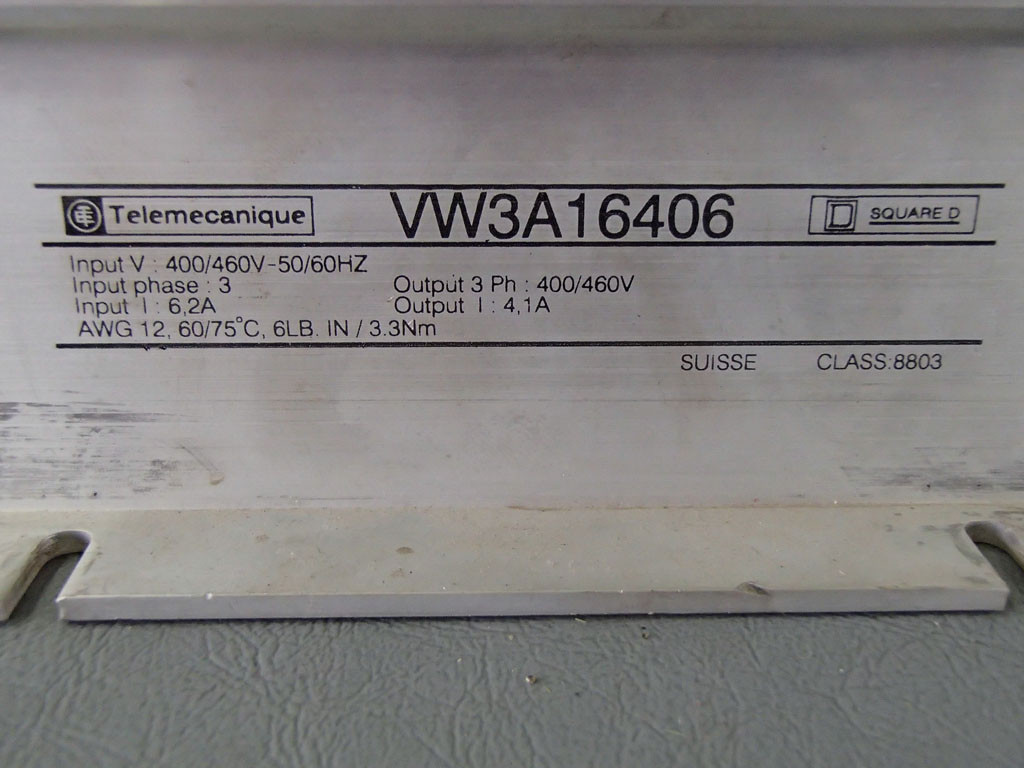 Telemecanique VW3A16406 SQUARE D
Input V : 400/460V-50/60HZ
Input phase : 3 Output 3 Ph : 400/460V
Input I : 6,2A Output I : 4,1A
AWG 12, 60/75°C, 6LB. IN / 3.3Nm
SUISSE CLASS:8803